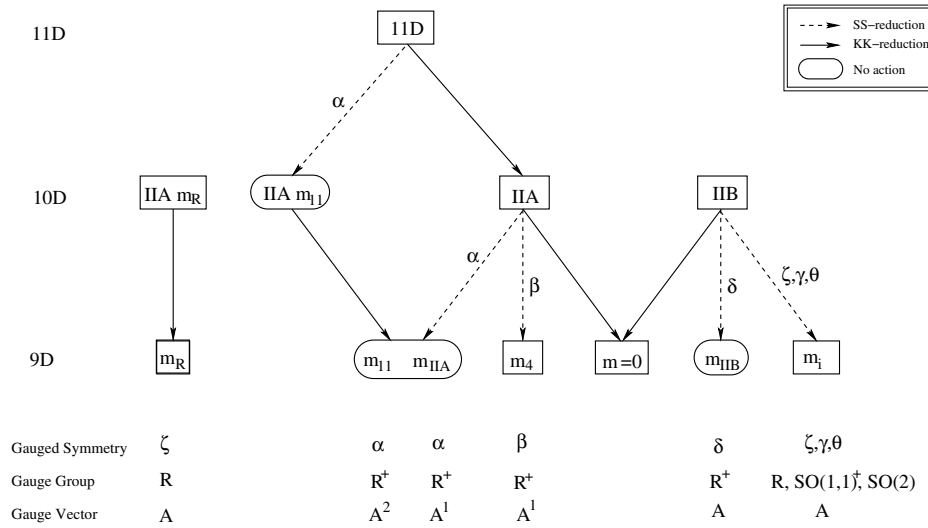 11D 11D
SS–reduction
KK–reduction
No action
α
10D IIA m_R IIA m_11 IIA IIB
α β δ ζ,γ,θ
9D m_R m_11 m_IIA m_4 m=0 m_IIB m_i
Gauged Symmetry ζ α α β δ ζ,γ,θ
Gauge Group R R^+ R^+ R^+ R^+ R, SO(1,1)^+, SO(2)
Gauge Vector A A^2 A^1 A^1 A A